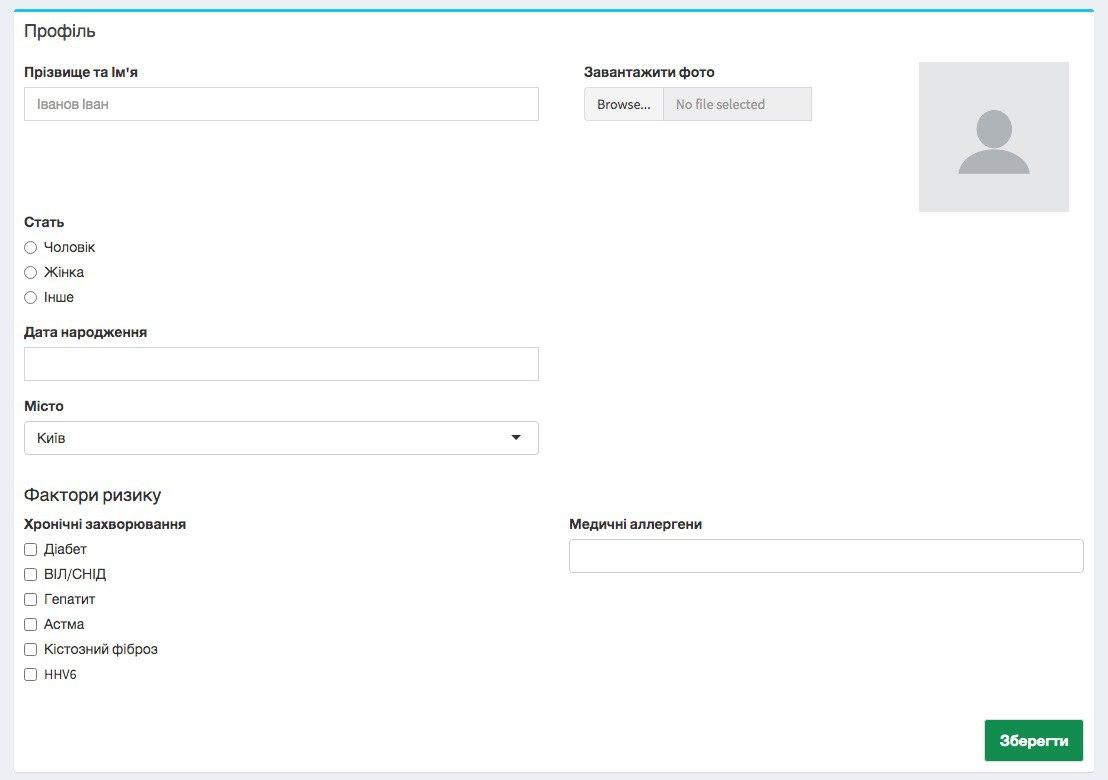 Профіль
Прізвище та Ім'я
Завантажити фото
Іванов Іван
Browse...
No file selected
Стать
Чоловік
Жінка
Інше
Дата народження
Місто
Київ
Фактори ризику
Хронічні захворювання
Медичні аллергени
Діабет
ВІЛ/СНІД
Гепатит
Астма
Кістозний фіброз
HHV6
Зберегти